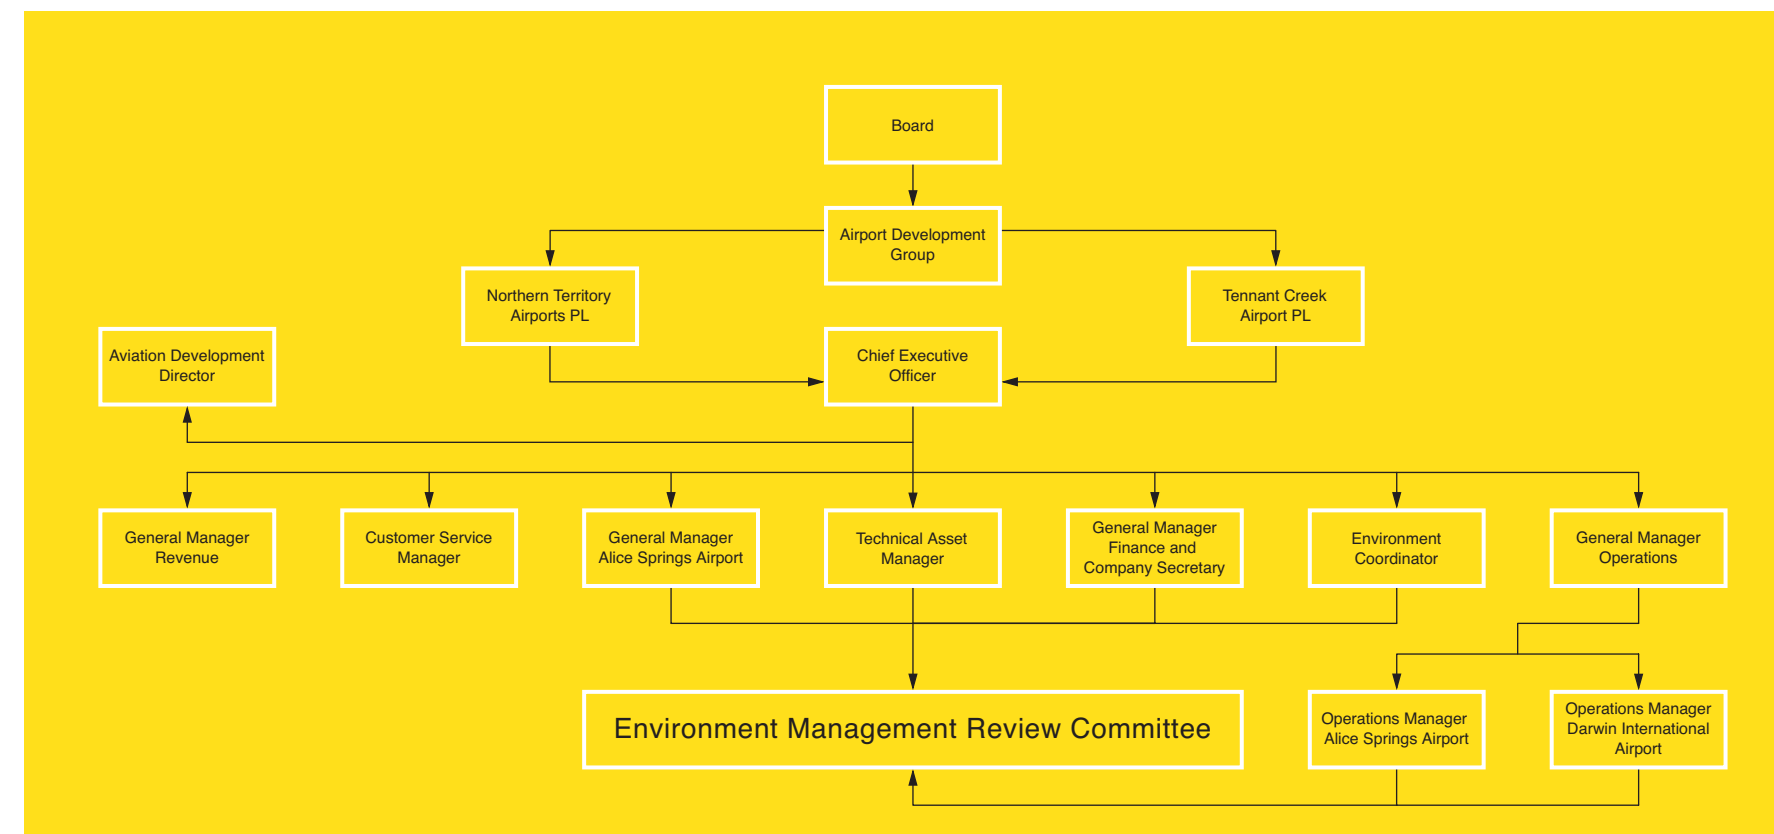 Board
Airport Development
Group
Northern Territory
Airports PL
Tennant Creek
Airport PL
Aviation Development
Director
Chief Executive
Officer
General Manager
Revenue
Customer Service
Manager
General Manager
Alice Springs Airport
Technical Asset
Manager
General Manager
Finance and
Company Secretary
Environment
Coordinator
General Manager
Operations
Environment Management Review Committee
Operations Manager
Alice Springs Airport
Operations Manager
Darwin International
Airport